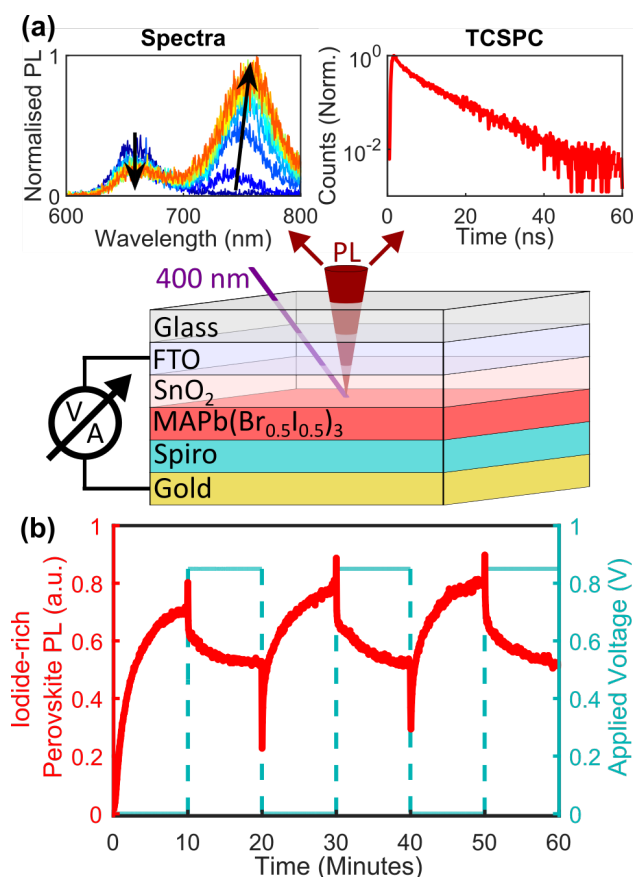 (a)
Spectra
TCSPC
Normalised PL
1
0
600 700 800
Wavelength (nm)
Counts (Norm.)
10⁰
10⁻²
0 20 40 60
Time (ns)
PL
400 nm
Glass
FTO
SnO₂
MAPb(Br₀.₅I₀.₅)₃
Spiro
Gold
V
A
(b)
Iodide-rich
Perovskite PL (a.u.)
1
0.8
0.6
0.4
0.2
0
0 10 20 30 40 50 60
Time (Minutes)
1
0.8
0.6
0.4
0.2
0
Applied Voltage (V)